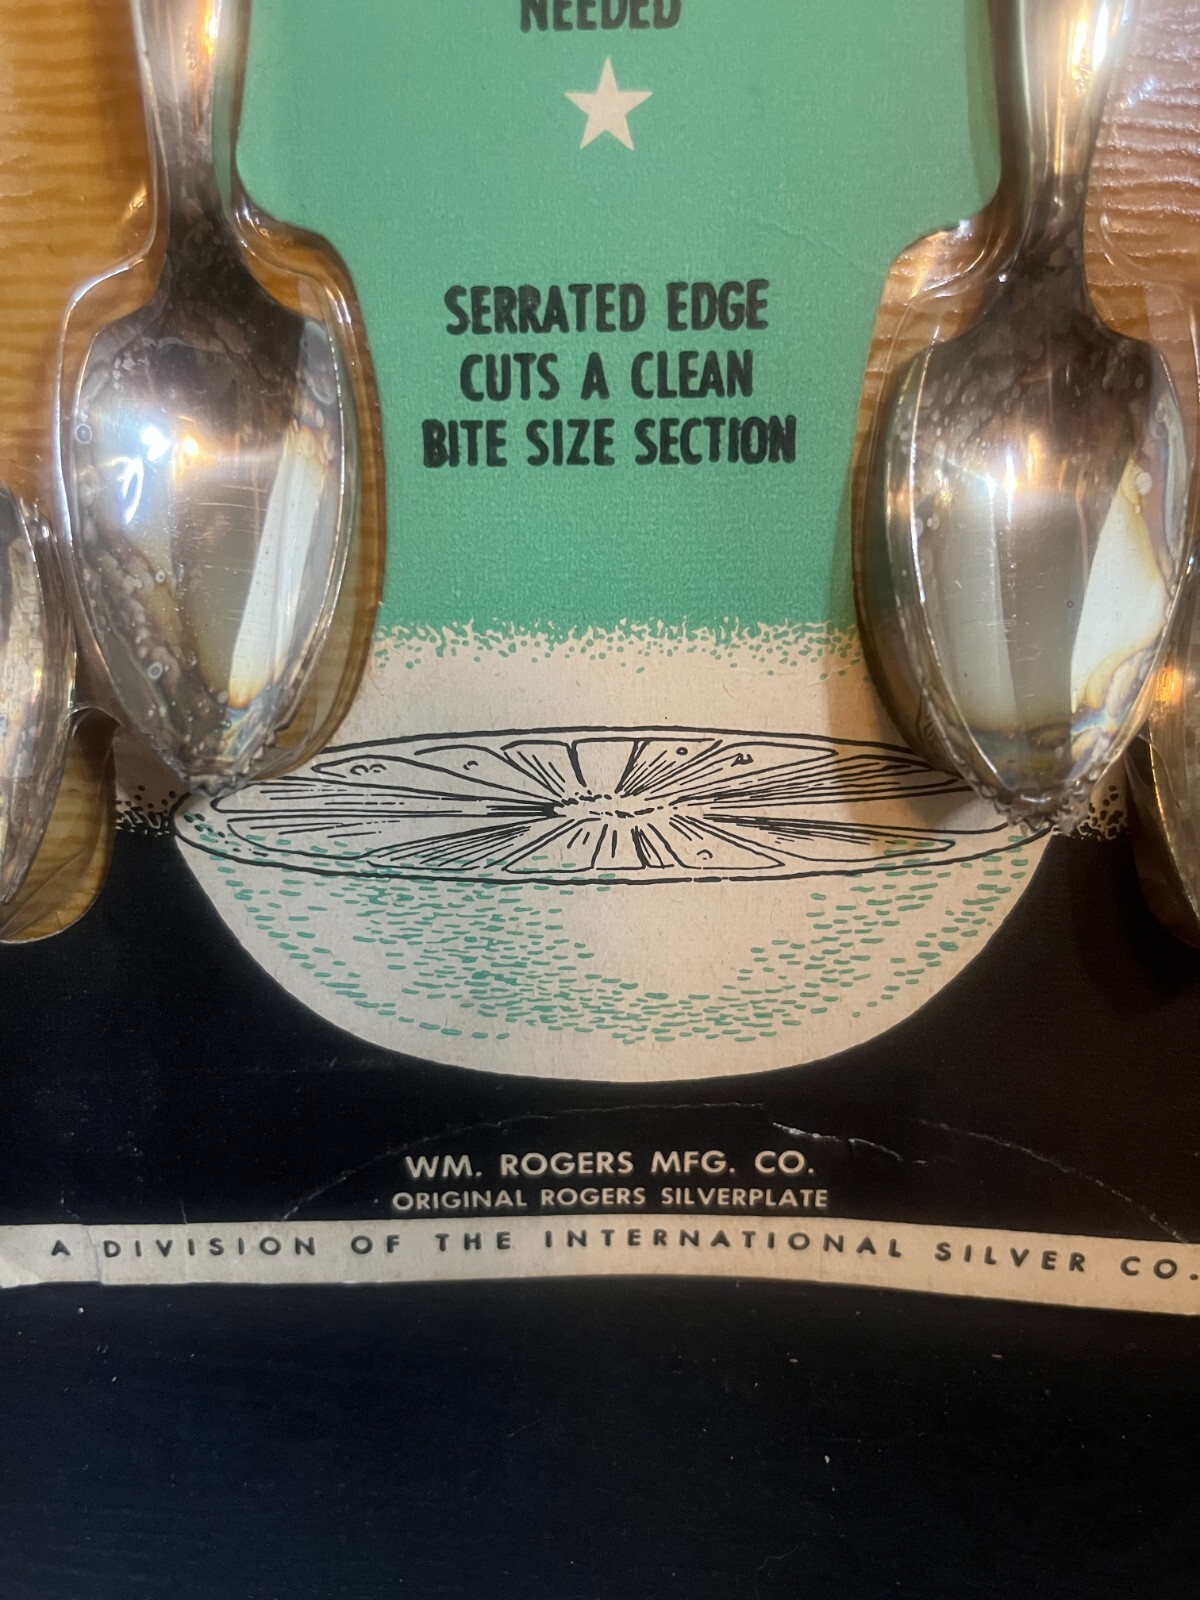 NEEDED
SERRATED EDGE
CUTS A CLEAN
BITE SIZE SECTION
WM. ROGERS MFG. CO.
ORIGINAL ROGERS SILVERPLATE
A DIVISION OF THE INTERNATIONAL SILVER CO.